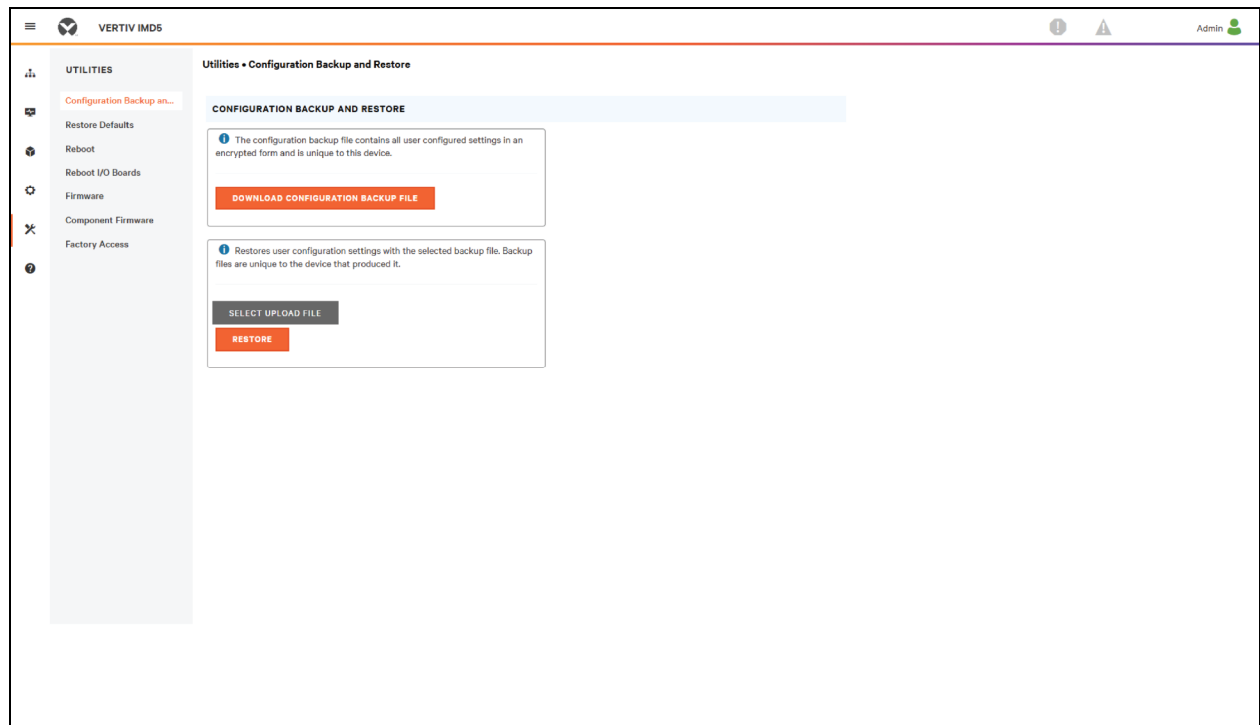 VERTIV IMD5
Admin
UTILITIES
Configuration Backup an...
Restore Defaults
Reboot
Reboot I/O Boards
Firmware
Component Firmware
Factory Access
Utilities • Configuration Backup and Restore
CONFIGURATION BACKUP AND RESTORE
The configuration backup file contains all user configured settings in an
encrypted form and is unique to this device.
DOWNLOAD CONFIGURATION BACKUP FILE
Restores user configuration settings with the selected backup file. Backup
files are unique to the device that produced it.
SELECT UPLOAD FILE
RESTORE